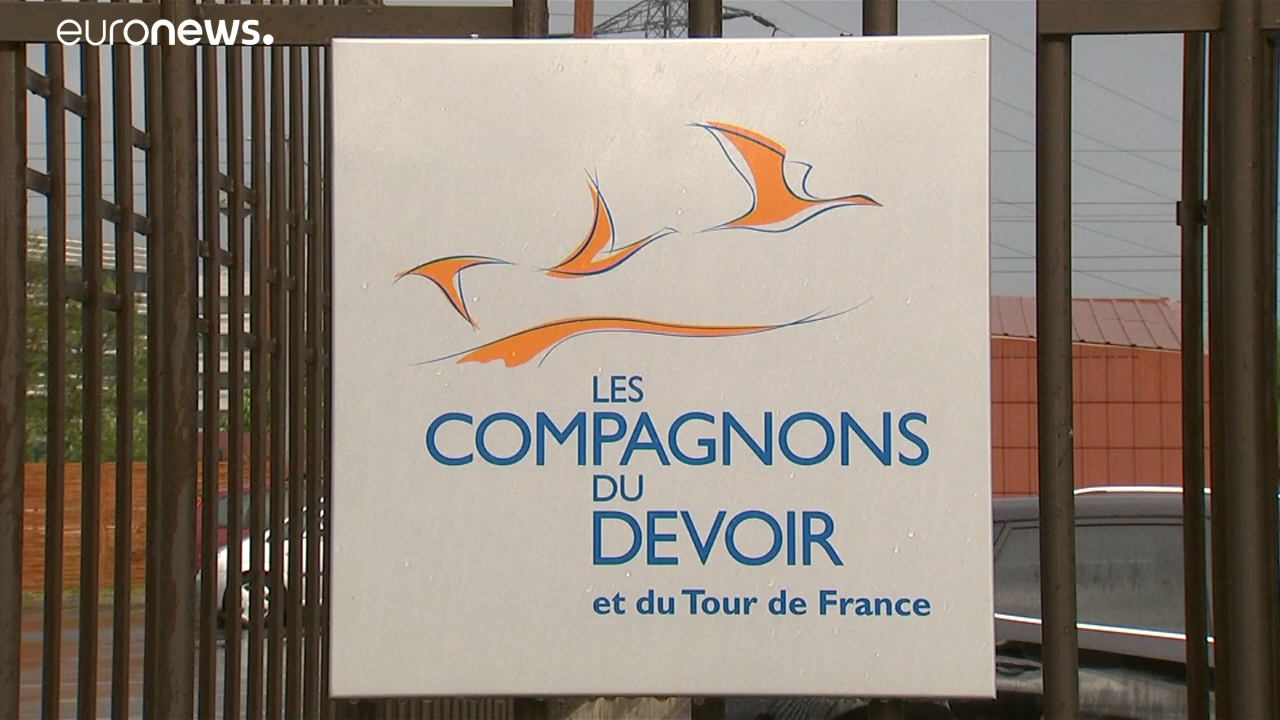 euronews.
LES
COMPAGNONS
DU
DEVOIR
et du Tour de France